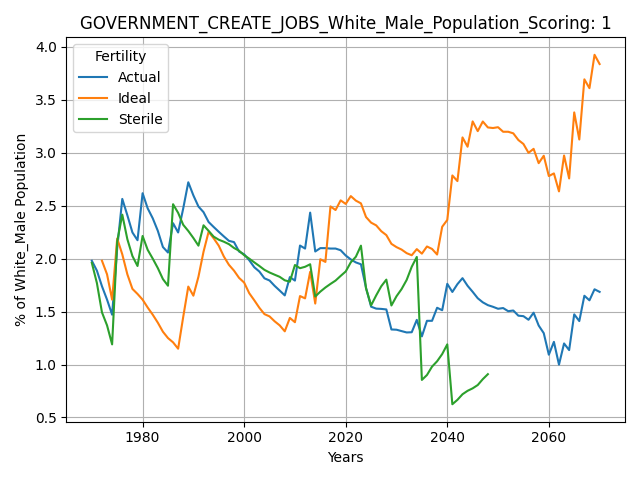 GOVERNMENT_CREATE_JOBS_White_Male_Population_Scoring: 1
Fertility
Actual
Ideal
Sterile
% of White_Male Population
4.0
3.5
3.0
2.5
2.0
1.5
1.0
0.5
1980 2000 2020 2040 2060
Years